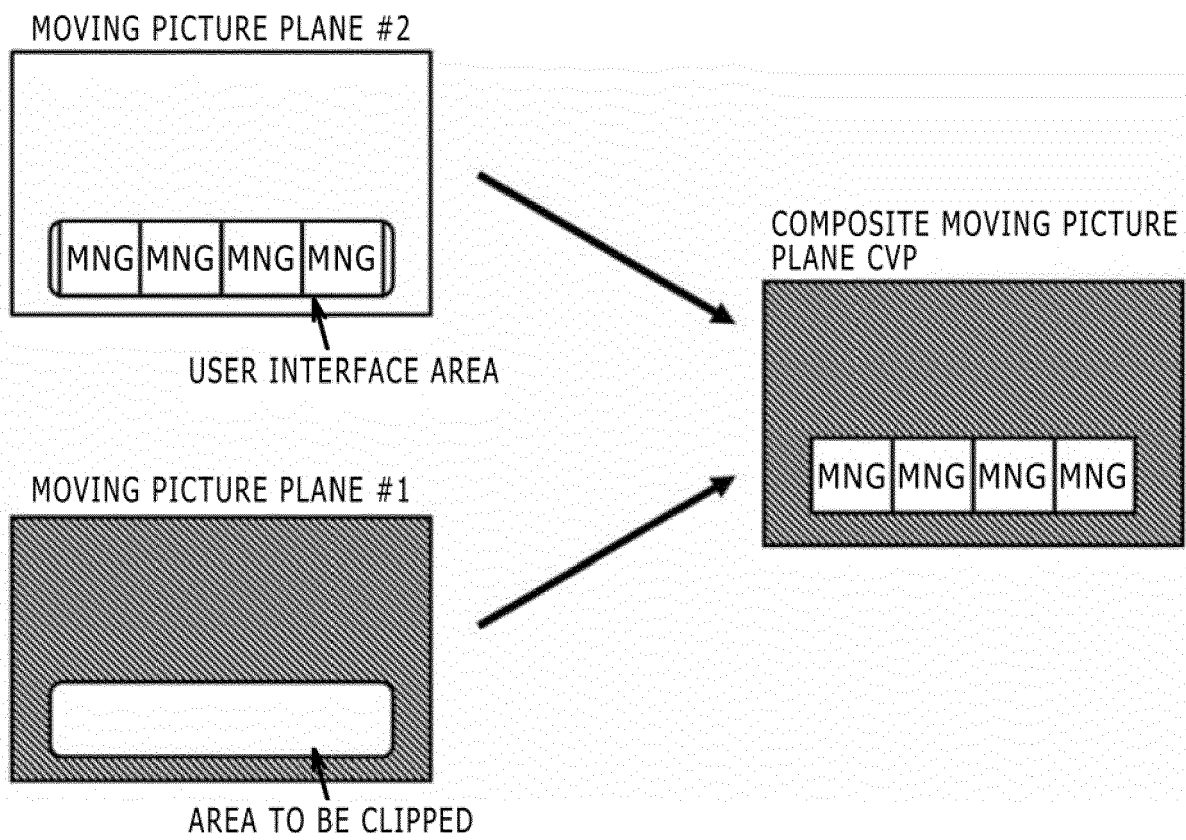 MOVING PICTURE PLANE #2
MNG MNG MNG MNG
USER INTERFACE AREA
COMPOSITE MOVING PICTURE
PLANE CVP
MNG MNG MNG MNG
MOVING PICTURE PLANE #1
AREA TO BE CLIPPED